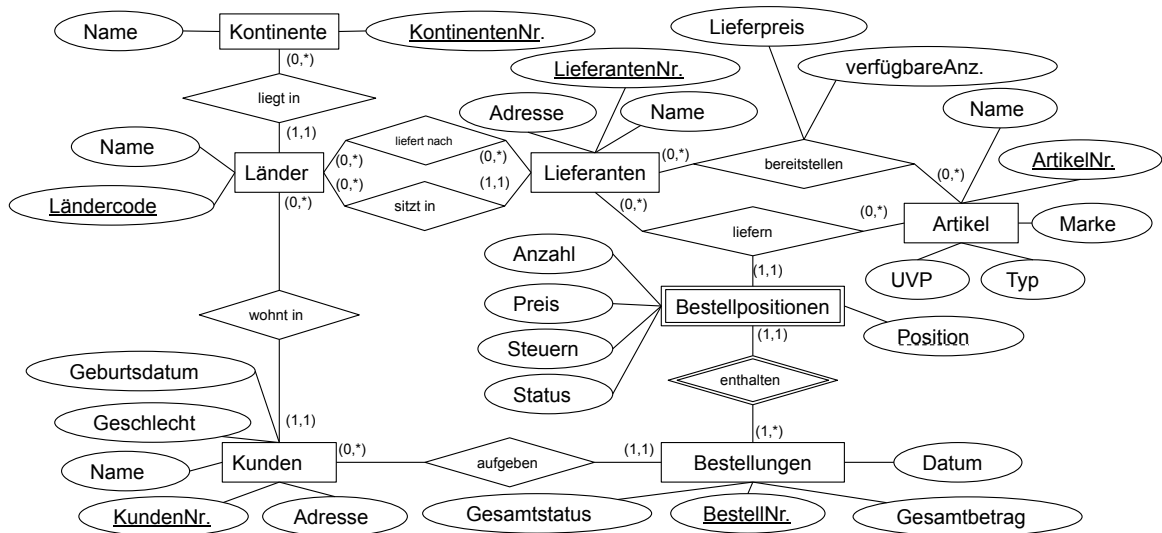 Name
Kontinente
KontinentenNr.
Lieferpreis
(0,*)
LieferantenNr.
verfügbareAnz.
liegt in
Adresse
Name
Name
(1,1)
Name
liefert nach
(0,*)
(0,*)
(0,*)
ArtikelNr.
Länder
Lieferanten
bereitstellen
(0,*)
(1,1)
(0,*)
Ländercode
(0,*)
sitzt in
(0,*)
(0,*)
Artikel
Marke
liefern
Anzahl
(1,1)
UVP
Typ
Preis
Bestellpositionen
wohnt in
(1,1)
Position
Steuern
Geburtsdatum
Status
enthalten
Geschlecht
(1,1)
(1,*)
(0,*)
(1,1)
Name
Kunden
aufgeben
Bestellungen
Datum
KundenNr.
Adresse
Gesamtstatus
BestellNr.
Gesamtbetrag